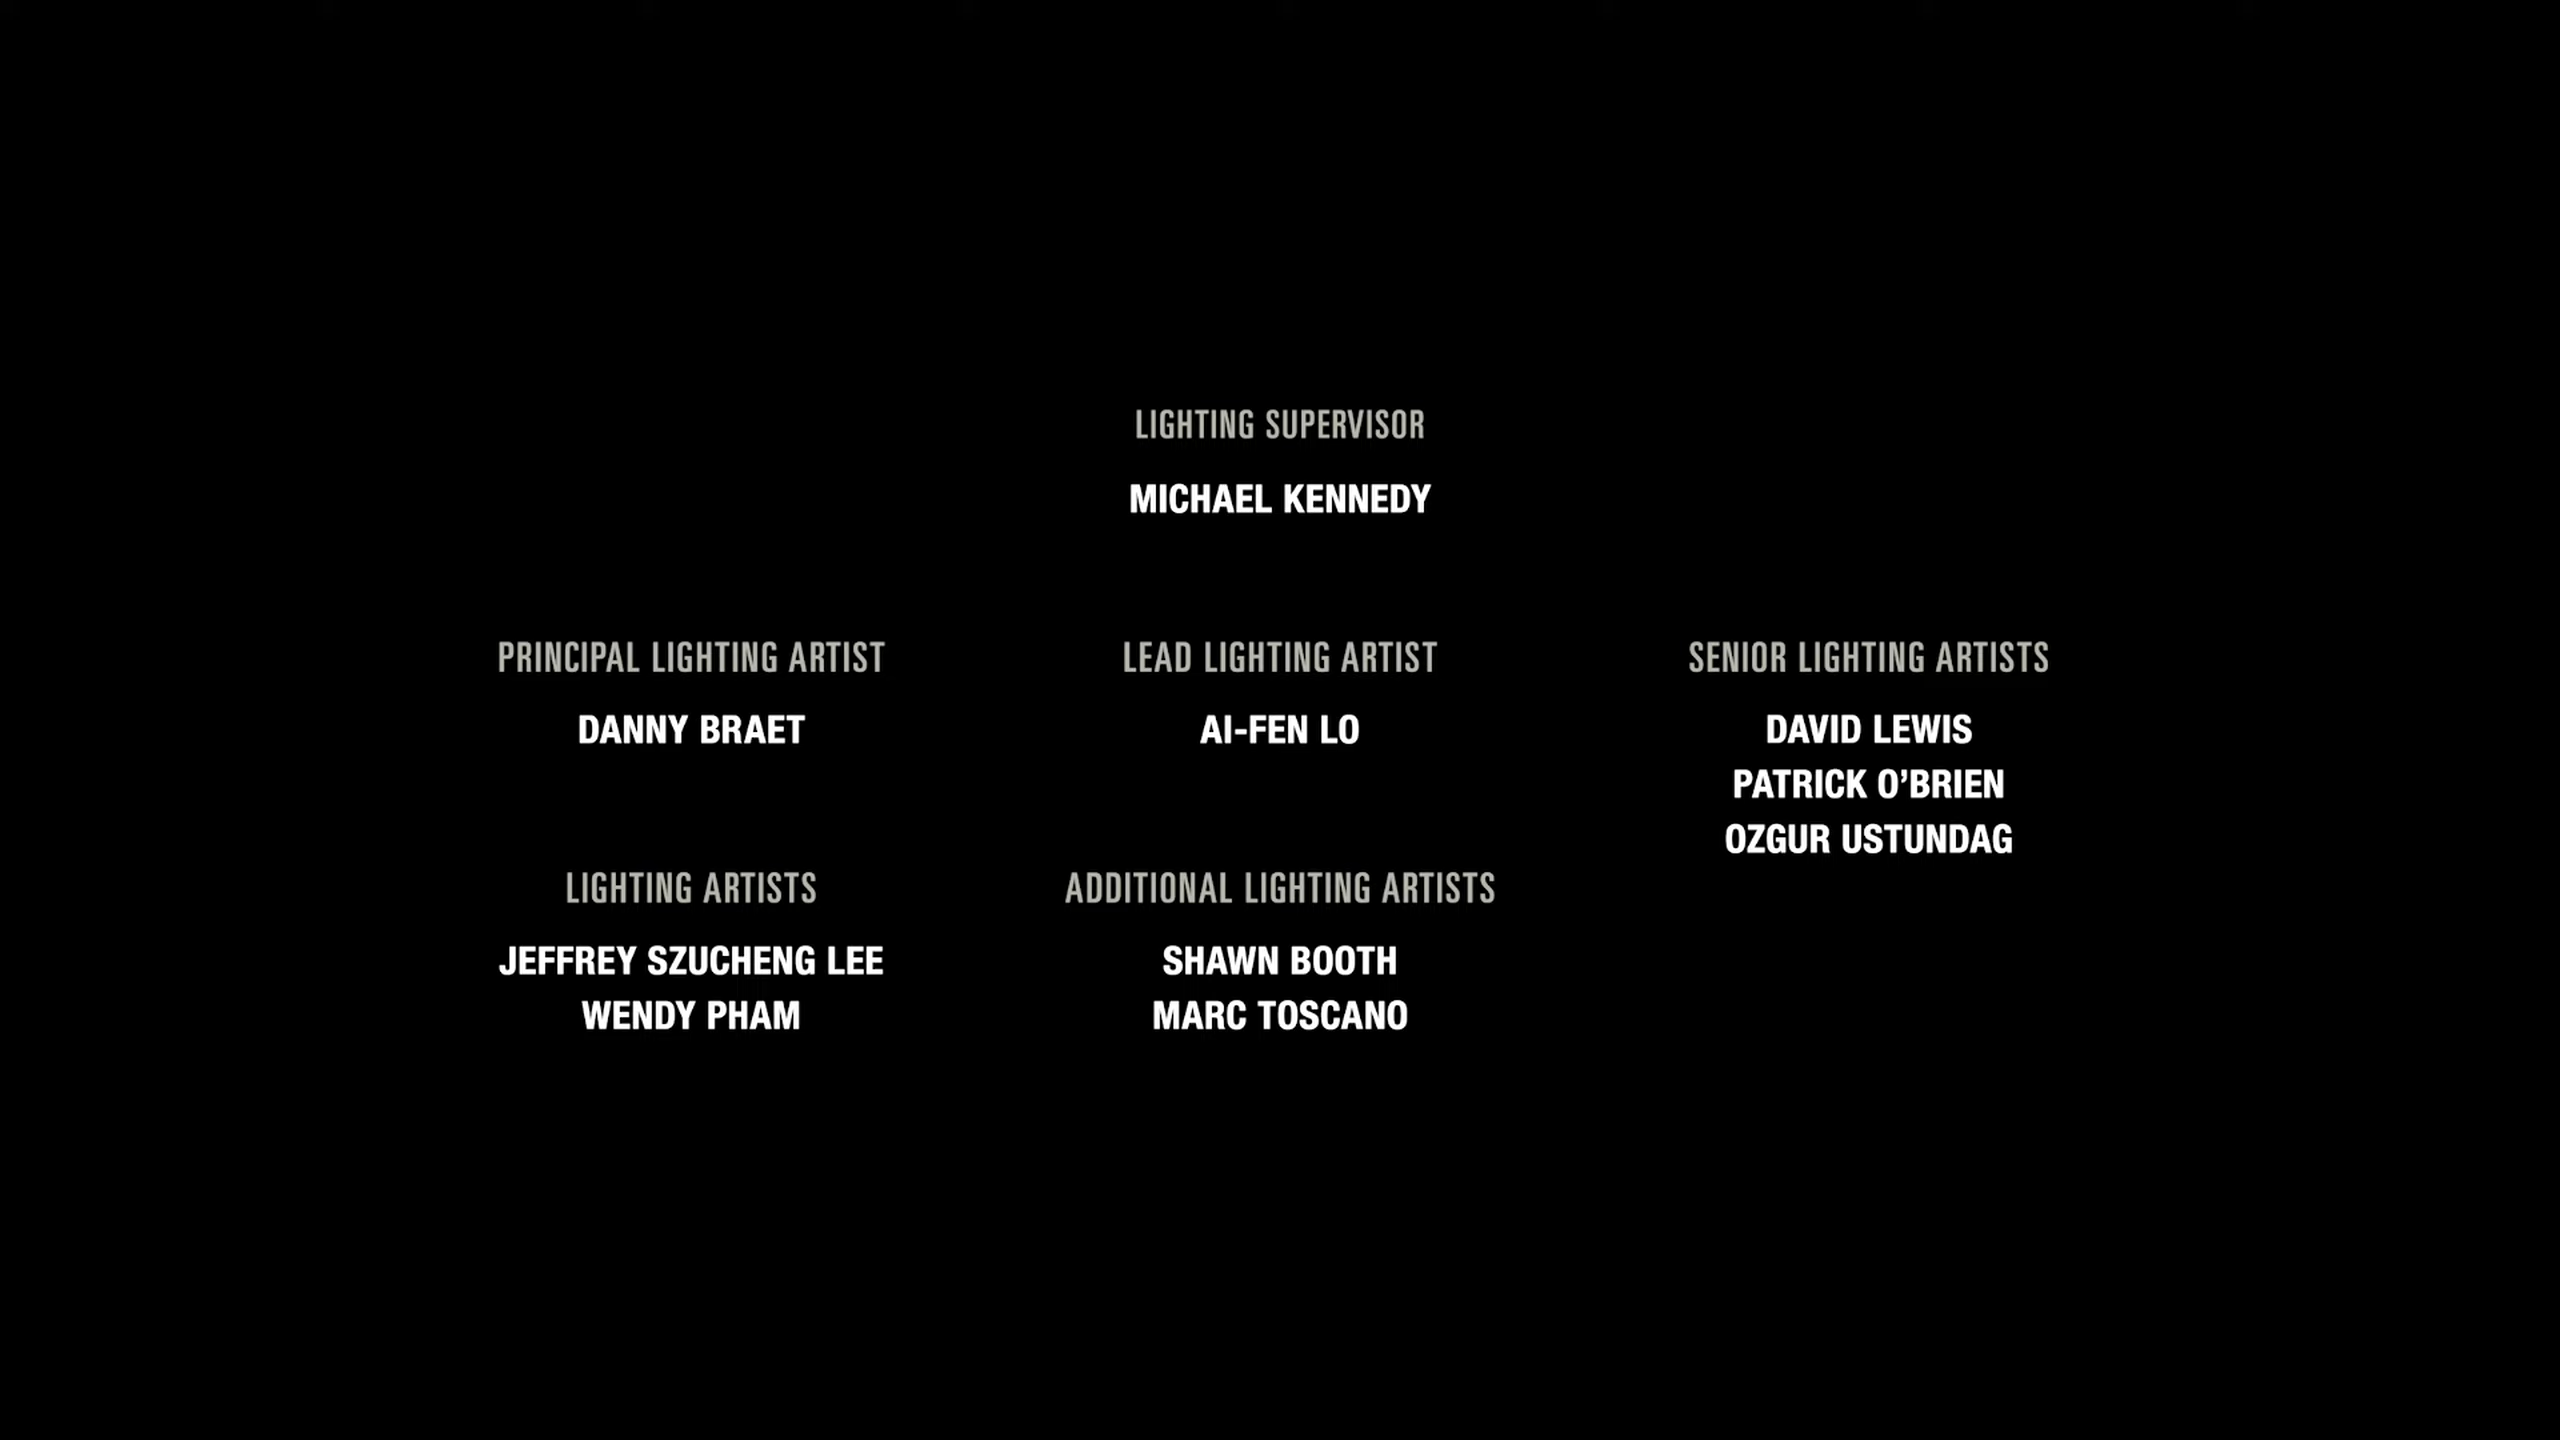 LIGHTING SUPERVISOR
MICHAEL KENNEDY
PRINCIPAL LIGHTING ARTIST
DANNY BRAET
LEAD LIGHTING ARTIST
AI-FEN LO
SENIOR LIGHTING ARTISTS
DAVID LEWIS
PATRICK O’BRIEN
OZGUR USTUNDAG
LIGHTING ARTISTS
JEFFREY SZUCHENG LEE
WENDY PHAM
ADDITIONAL LIGHTING ARTISTS
SHAWN BOOTH
MARC TOSCANO